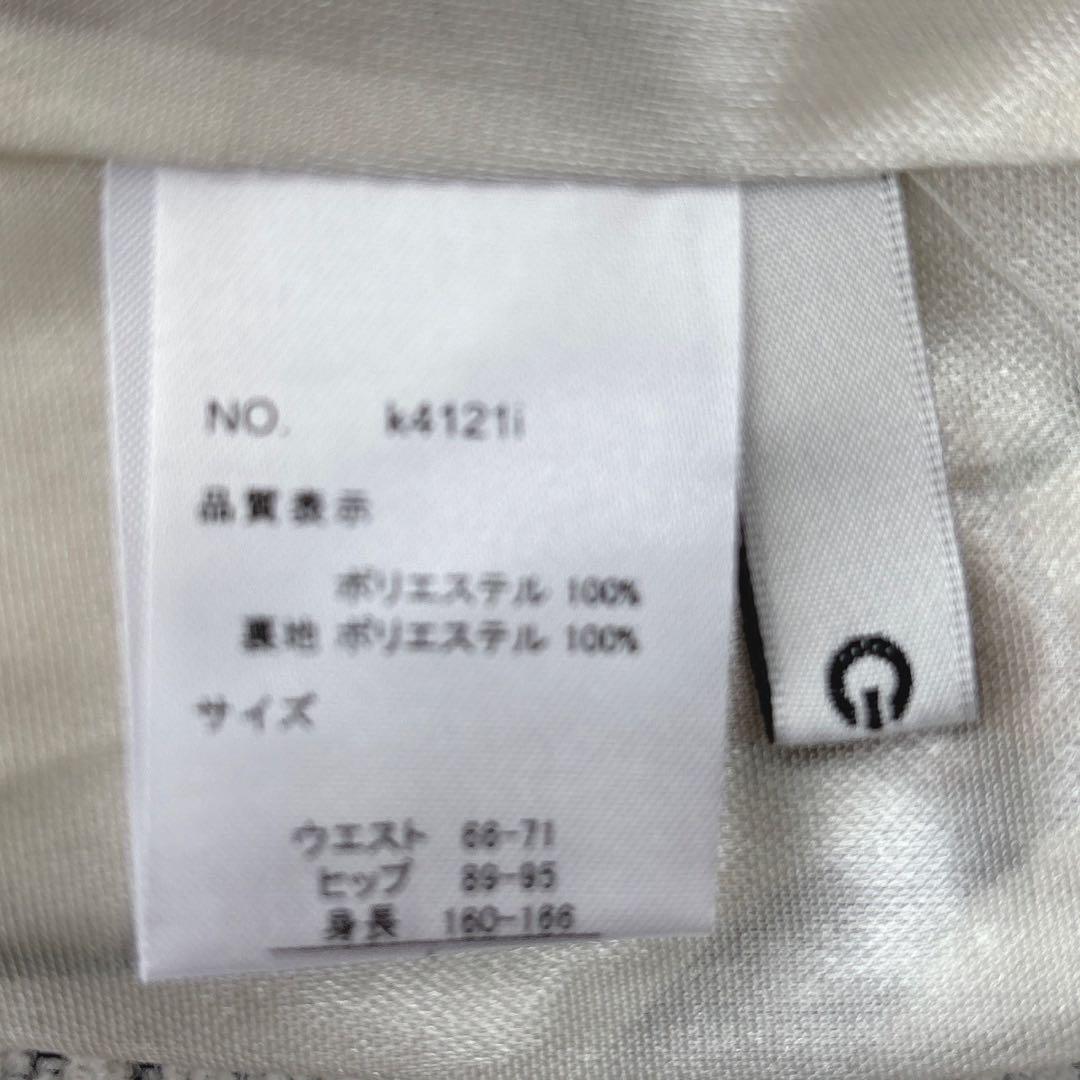 NO. k4121i
品質表示
ポリエステル 100%
裏地 ポリエステル 100%
サイズ
ウエスト 66-71
ヒップ 89-95
身長 160-166